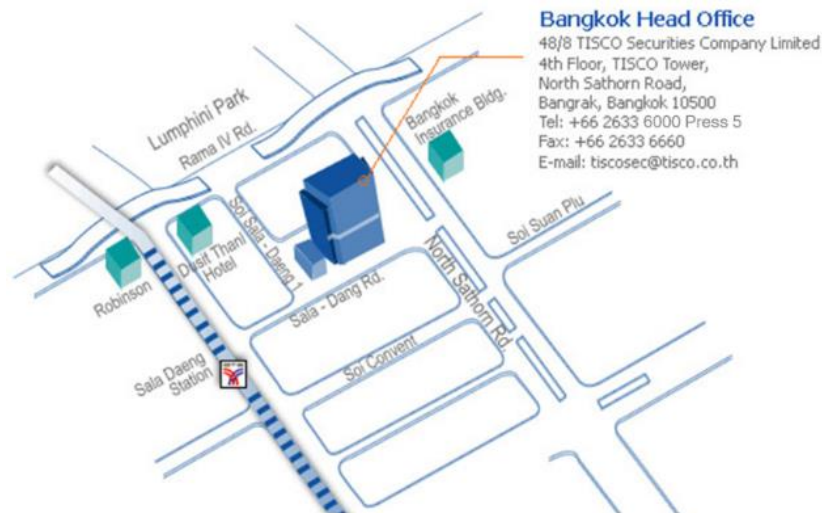 Bangkok Head Office
48/8 TISCO Securities Company Limited
4th Floor, TISCO Tower,
North Sathorn Road,
Bangrak, Bangkok 10500
Tel: +66 2633 6000 Press 5
Fax: +66 2633 6660
E-mail: tiscosec@tisco.co.th
Lumphini Park
Rama IV Rd.
Bangkok
Insurance Bldg.
Soi Suan Plu
Soi Sala - Daeng 1
Dusit Thani
Hotel
Robinson
Sala - Dang Rd.
North Sathorn Rd.
Soi Convent
Sala Daeng
Station